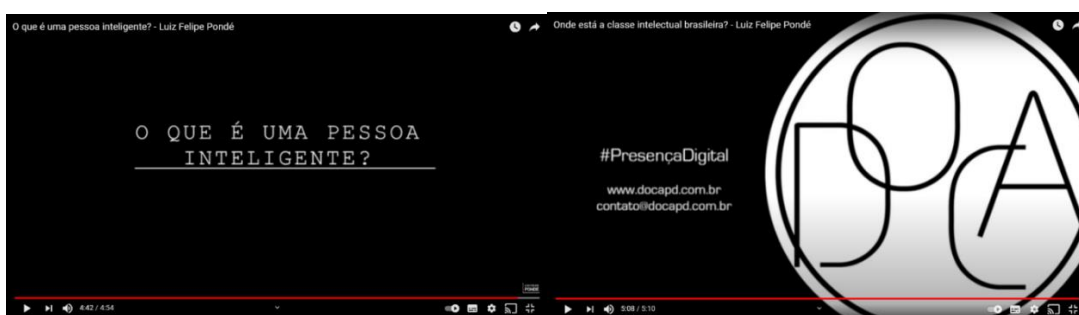 O que é uma pessoa inteligente? - Luiz Felipe Pondé
O QUE É UMA PESSOA
INTELIGENTE?
PONDÉ
4:42 / 4:54
Onde está a classe intelectual brasileira? - Luiz Felipe Pondé
#PresençaDigital
www.docapd.com.br
contato@docapd.com.br
DOCA
5:08 / 5:10